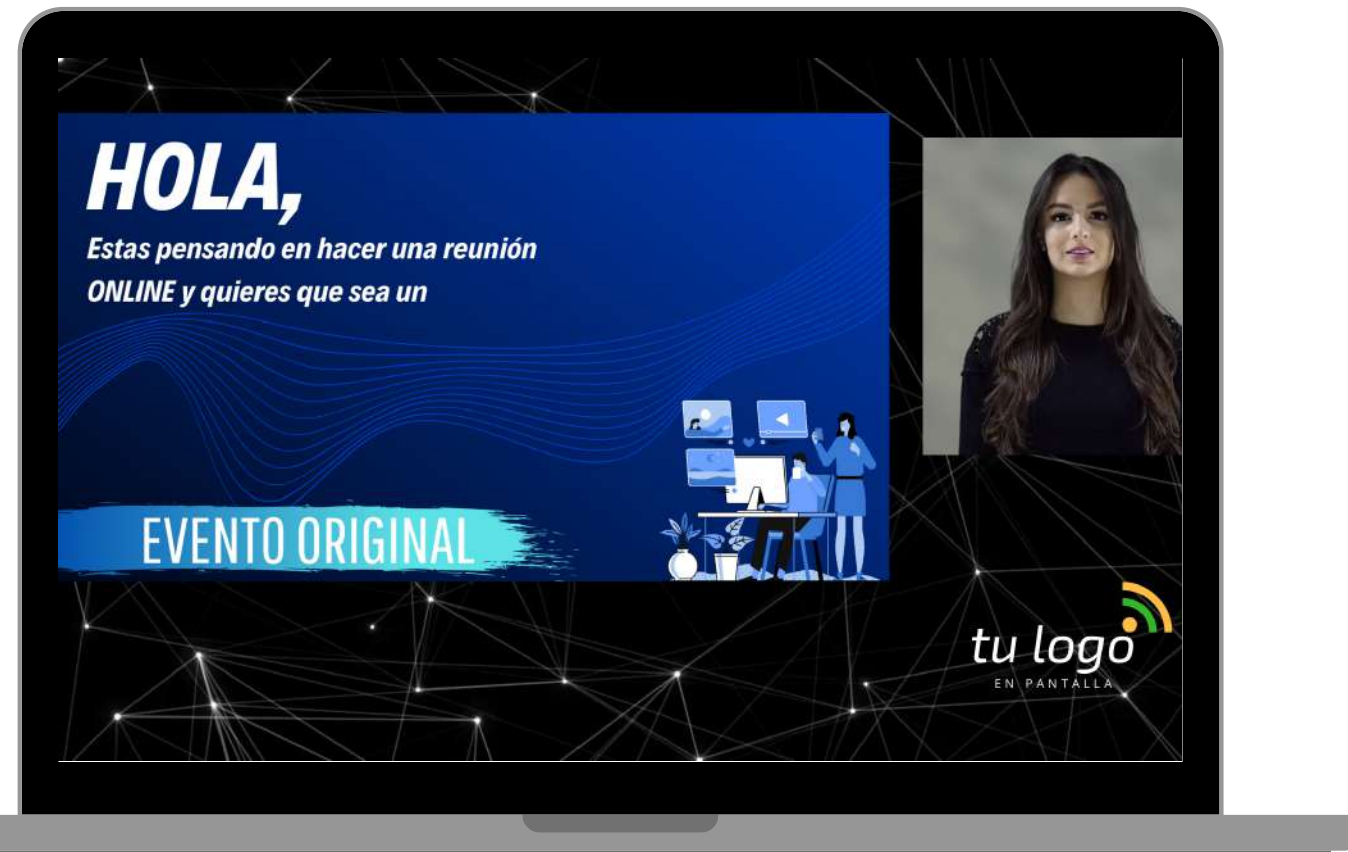 HOLA,
Estas pensando en hacer una reunión
ONLINE y quieres que sea un
EVENTO ORIGINAL
tu logo
EN PANTALLA